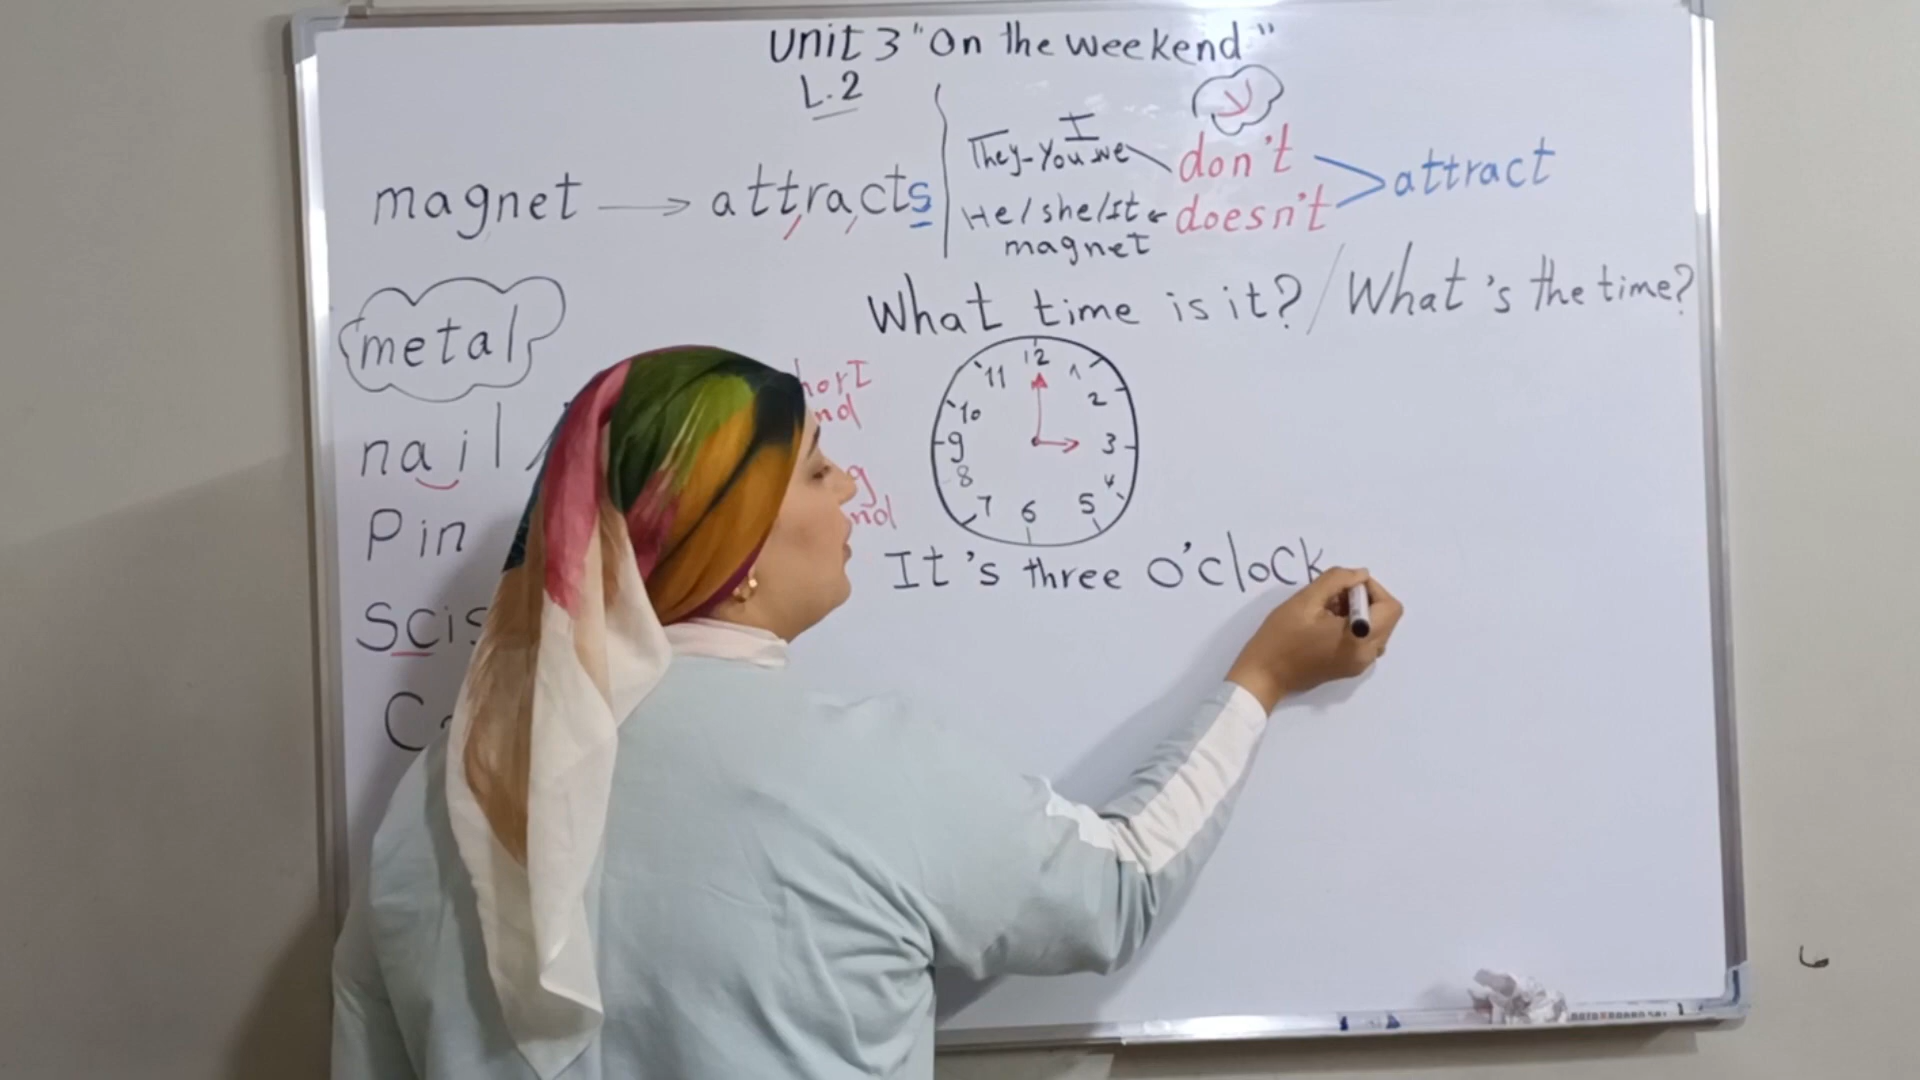 Unit 3 "On the weekend"
L.2
magnet → attracts
I
They-You-we don't
He/she/It doesn't
magnet
attract
What time is it? / What's the time?
metal
nail
Pin
12
11 1
10 2
9 3
8 4
7 5
6
It's three o'clock